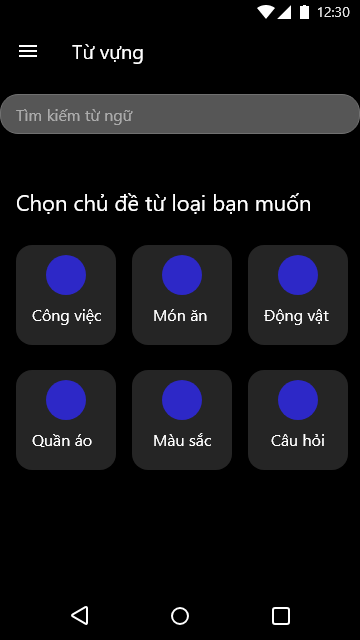 12:30
Từ vựng
Tìm kiếm từ ngữ
Chọn chủ đề từ loại bạn muốn
Công việc
Món ăn
Động vật
Quần áo
Màu sắc
Câu hỏi